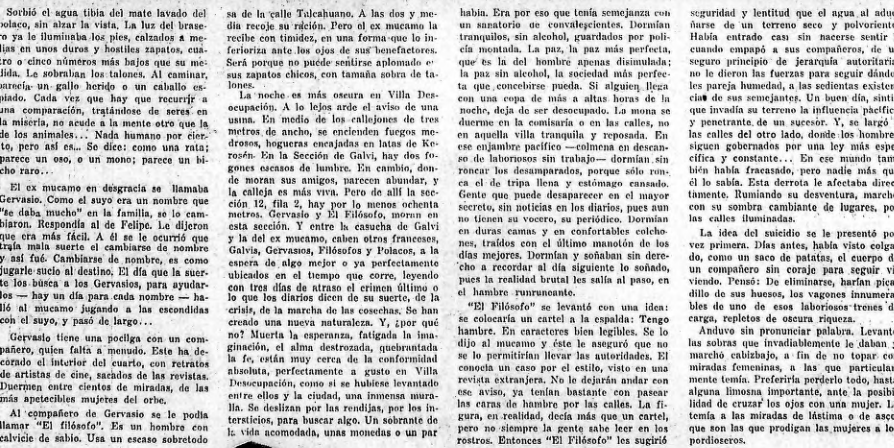 Sorbió el agua tibia del mate lavado del
polaco, sin alzar la vista. La luz del brase-
ro ya le iluminaba los pies, calzados a me-
dias en unos duros y hostiles zapatos, cua-
tro o cinco números más bajos que su me-
dida. Le sobraban los talones. Al caminar,
parecía un gallo herido o un caballo es-
piado. Cada vez que hay que recurrir a
una comparación, tratándose de seres en
la miseria, no acude a la mente otro que la
de los animales... Nada humano por cier-
to, pero así es... Se dice: como una rata;
parece un oso, o un mono; parece un bi-
cho raro...
El ex mucamo en desgracia se llamaba
Gervasio. Como el suyo era un nombre que
"se daba mucho" en la familia, se lo cam-
biaron. Respondía al de Felipe. Le dijeron
que era más fácil. A él se le ocurrió que
traía mala suerte el cambiarse de nombre
y así fué. Cambiarse de nombre, es como
jugarle sucio al destino. El día que la suer-
te los busca a los Gervasios, para ayudar-
los — hay un día para cada nombre — ha-
lló al mucamo jugando a las escondidas
con el suyo, y pasó de largo...
Gervasio tiene una pocilga con un com-
pañero, quien falta a menudo. Este ha de-
corado el interior del cuarto, con retratos
de artistas de cine, sacados de las revistas.
Duermen entre cientos de miradas, de las
más apetecibles mujeres del orbe.
Al compañero de Gervasio se le podía
llamar "El filósofo". Es un hombre con
calvicie de sabio. Usa un escaso sobretodo
sa de la calle Talcahuano. A las dos y me-
dia recoje su ración. Pero el ex mucamo la
recibe con timidez, en una forma que lo in-
ferioriza ante los ojos de sus benefactores.
Será porque no puede sentirse aplomado en
sus zapatos chicos, con tamaña sobra de ta-
lones.
La noche es más oscura en Villa Des-
ocupación. A lo lejos arde el aviso de una
usina. En medio de los callejones de tres
metros de ancho, se encienden fuegos me-
drosos, hogueras encajadas en latas de Ke-
rosén. En la Sección de Galvi, hay dos fo-
gones escasos de lumbre. En cambio, don-
de moran sus amigos, parecen abundar, y
la calleja es más viva. Pero de allí la sec-
ción 12, fila 2, hay por lo menos ochenta
metros. Gervasio y El Filósofo, moran en
esta sección. Y entre la casucha de Galvi
y la del ex mucamo, caben otros franceses,
Galvis, Gervasios, Filósofos y Polacos, a la
espera de algo mejor o ya perfectamente
ubicados en el tiempo que corre, leyendo
con tres días de atraso el crimen último o
lo que los diarios dicen de su suerte, de la
crisis, de la marcha de las cosechas. Se han
creado una nueva naturaleza. Y, ¿por qué
no? Muerta la esperanza, fatigada la ima-
ginación, el alma destrozada, quebrantada
la fe, están muy cerca de la conformidad
absoluta, perfectamente a gusto en Villa
Desocupación, como si se hubiese levantado
entre ellos y la ciudad, una inmensa mura-
lla. Se deslizan por las rendijas, por los in-
tersticios, para buscar algo. Un sobrante de
la vida acomodada, unas monedas o un par
había. Era por eso que tenía semejanza con
un sanatorio de convalescientes. Dormían
tranquilos, sin alcohol, guardados por poli-
cía montada. La paz, la paz más perfecta,
que es la del hombre apenas disimulada;
la paz sin alcohol, la sociedad más perfec-
ta que concebirse pueda. Si alguien llega
con una copa de más a altas horas de la
noche, deja de ser desocupado. La mona se
duerme en la comisaría o en las calles, no
en aquella villa tranquila y reposada. En
ese enjambre pacífico —colmena en descan-
so de laboriosos sin trabajo— dormían sin
roncar los desamparados, porque sólo ron-
ca el de tripa llena y estómago cansado.
Gente que puede desaparecer en el mayor
secreto, sin noticias en los diarios, pues aun
no tienen su vocero, su periódico. Dormían
en duras camas y en confortables colcho-
nes, traídos con el último manotón de los
días mejores. Dormían y soñaban sin dere-
cho a recordar al día siguiente lo soñado,
pues la realidad brutal les salía al paso, en
el hambre runruneante.
"El Filósofo" se levantó con una idea:
se colocaría un cartel a la espalda: Tengo
hambre. En caracteres bien legibles. Se lo
dijo al mucamo y éste le aseguró que no
se lo permitirían llevar las autoridades. El
conocía un caso por el estilo, visto en una
revista extranjera. No le dejarán andar con
ese aviso, ya tenían bastante con pasear
las caras de hambre por las calles. La fi-
gura, en realidad, decía más que un cartel,
pero no siempre la gente sabe leer en los
rostros. Entonces "El Filósofo" les sugirió
seguridad y lentitud que el agua al adue-
ñarse de un terreno seco y polvoriento.
Había entrado casi sin hacerse sentir
cuando empapó a sus compañeros, de un
seguro principio de jerarquía autoritaria
no le dieron las fuerzas para seguir dándo-
les pareja humedad, a las sedientas existen-
cias de sus semejantes. Un buen día, sintió
que invadía su terreno la influencia pacífica
y penetrante de un sucesor. Y, se largó
las calles del otro lado, donde los hombres
siguen gobernados por una ley más espe-
cífica y constante... En ese mundo tam-
bién había fracasado, pero nadie más que
él lo sabía. Esta derrota le afectaba direc-
tamente. Rumiando su desventura, marchó
con su sombra cambiante de lugares, por
las calles iluminadas.
La idea del suicidio se le presentó por
vez primera. Días antes, había visto colga-
do, como un saco de patatas, el cuerpo de
un compañero sin coraje para seguir vi-
viendo. Pensó: De eliminarse, harían pica-
dillo de sus huesos, los vagones innumera-
bles de uno de esos laboriosos trenes de
carga, repletos de oscura riqueza.
Anduvo sin pronunciar palabra. Levantó
las sobras que invadiablemente le daban y
marchó cabizbajo, a fin de no topar con
miradas femeninas, a las que particular-
mente temía. Preferiría perderlo todo, hasta
alguna limosna importante, ante la posibi-
lidad de cruzar los ojos con una mujer. Le
temía a las miradas de lástima o de asco
que son las que prodigan las mujeres a los
pordioseros.